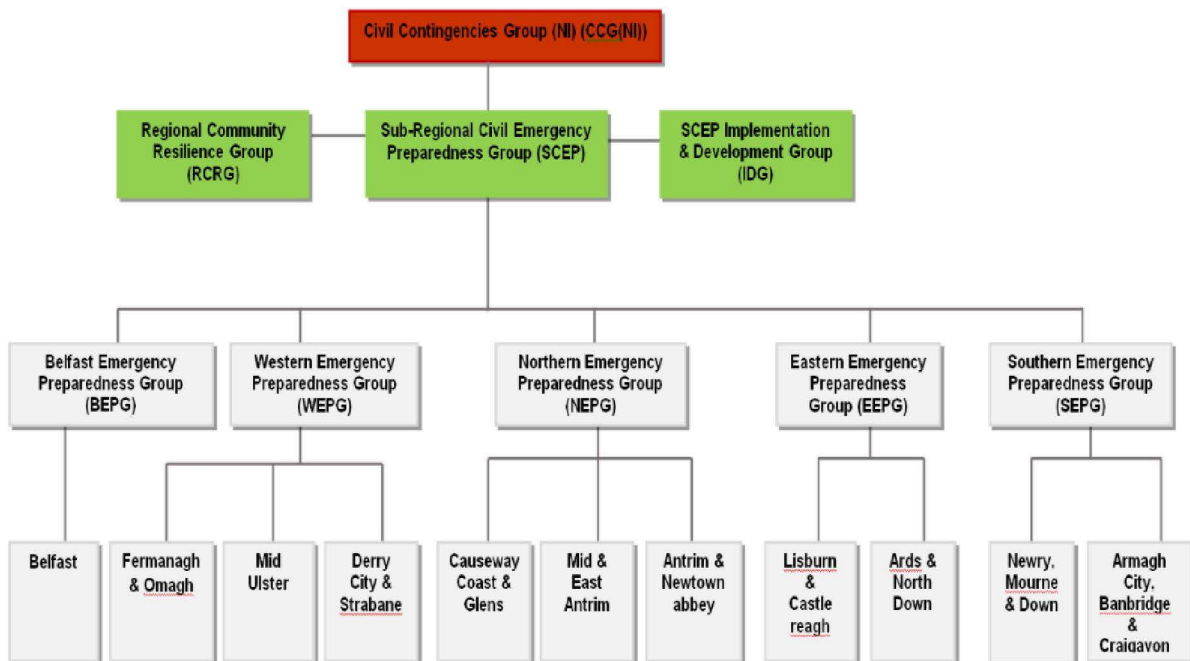 Civil Contingencies Group (NI) (CCG(NI))
Regional Community
Resilience Group
(RCRG)
Sub-Regional Civil Emergency
Preparedness Group (SCEP)
SCEP Implementation
& Development Group
(IDG)
Belfast Emergency
Preparedness Group
(BEPG)
Western Emergency
Preparedness Group
(WEPG)
Northern Emergency
Preparedness Group
(NEPG)
Eastern Emergency
Preparedness
Group (EEPG)
Southern Emergency
Preparedness Group
(SEPG)
Belfast
Fermanagh
& Omagh
Mid
Ulster
Derry
City &
Strabane
Causeway
Coast &
Glens
Mid &
East
Antrim
Antrim &
Newtown
abbey
Lisburn
&
Castle
reagh
Ards &
North
Down
Newry,
Mourne
& Down
Armagh
City,
Banbridge
&
Craigavon